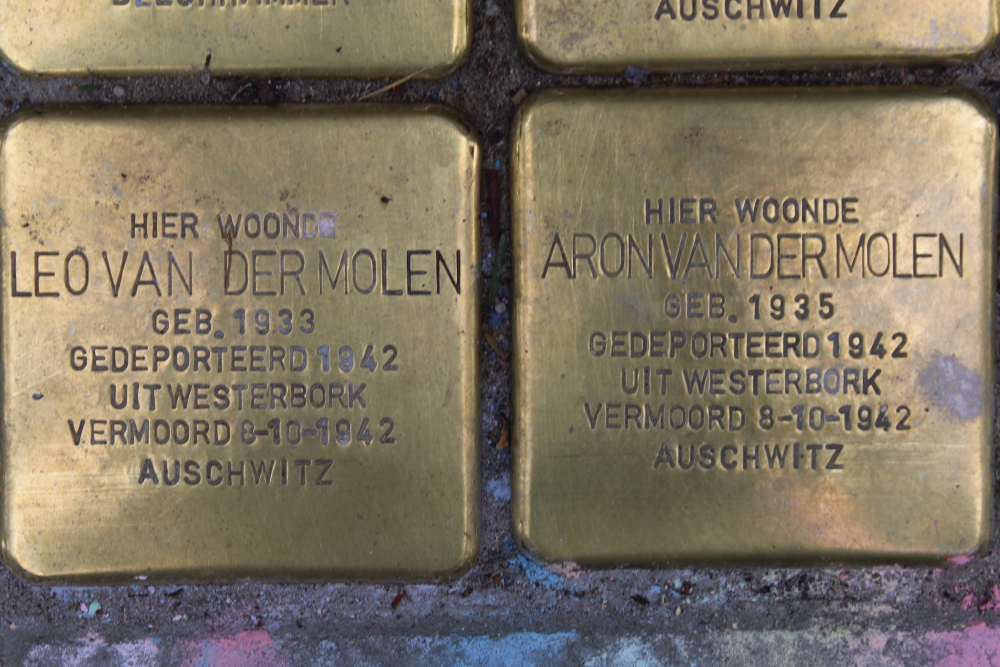 BLECHHAMMER
AUSCHWITZ
HIER WOONDE
LEO VAN DER MOLEN
GEB. 1933
GEDEPORTEERD 1942
UIT WESTERBORK
VERMOORD 8-10-1942
AUSCHWITZ
HIER WOONDE
ARON VAN DER MOLEN
GEB. 1935
GEDEPORTEERD 1942
UIT WESTERBORK
VERMOORD 8-10-1942
AUSCHWITZ